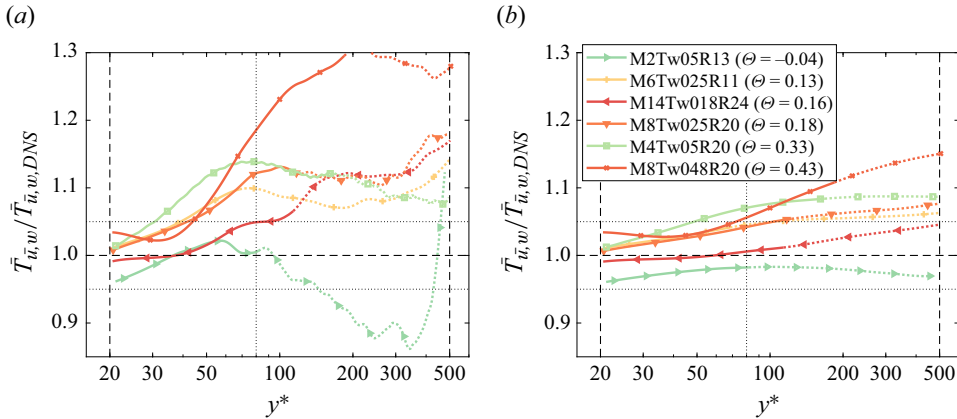 (a)
(b)
1.3
1.2
1.1
1.0
0.9
T̄ū,w/T̄ū,w,DNS
20 30 50 100 200 300 500
y*
1.3
1.2
1.1
1.0
0.9
T̄ū,w/T̄ū,w,DNS
M2Tw05R13 (Θ = –0.04)
M6Tw025R11 (Θ = 0.13)
M14Tw018R24 (Θ = 0.16)
M8Tw025R20 (Θ = 0.18)
M4Tw05R20 (Θ = 0.33)
M8Tw048R20 (Θ = 0.43)
20 30 50 100 200 300 500
y*